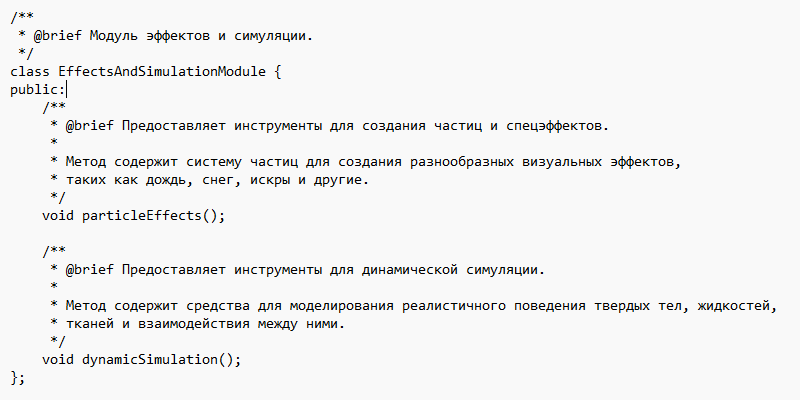 /**
 * @brief Модуль эффектов и симуляции.
 */
class EffectsAndSimulationModule {
public:
    /**
     * @brief Предоставляет инструменты для создания частиц и спецэффектов.
     *
     * Метод содержит систему частиц для создания разнообразных визуальных эффектов,
     * таких как дождь, снег, искры и другие.
     */
    void particleEffects();

    /**
     * @brief Предоставляет инструменты для динамической симуляции.
     *
     * Метод содержит средства для моделирования реалистичного поведения твердых тел, жидкостей,
     * тканей и взаимодействия между ними.
     */
    void dynamicSimulation();
};